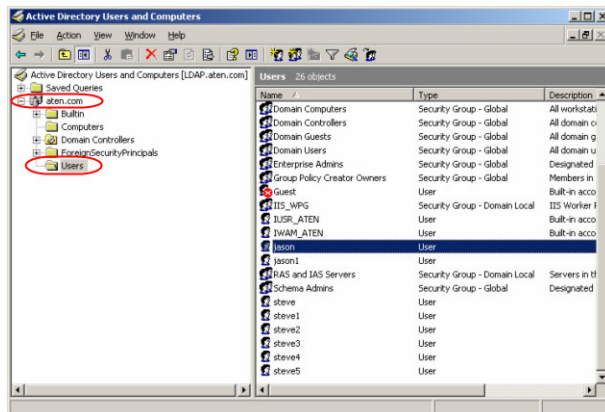 Active Directory Users and Computers
File Action View Window Help
Active Directory Users and Computers [LDAP.aten.com]
Saved Queries
aten.com
Builtin
Computers
Domain Controllers
ForeignSecurityPrincipals
Users
Users 26 objects
Name Type Description
Domain Computers Security Group - Global All workstati
Domain Controllers Security Group - Global All domain c
Domain Guests Security Group - Global All domain g
Domain Users Security Group - Global All domain u
Enterprise Admins Security Group - Global Designated
Group Policy Creator Owners Security Group - Global Members in
Guest User Built-in acco
IIS_WPG Security Group - Domain Local IIS Worker
IUSR_ATEN User Built-in acco
IWAM_ATEN User Built-in acco
jason User
jason1 User
RAS and IAS Servers Security Group - Domain Local Servers in th
Schema Admins Security Group - Global Designated
steve User
steve1 User
steve2 User
steve3 User
steve4 User
steve5 User